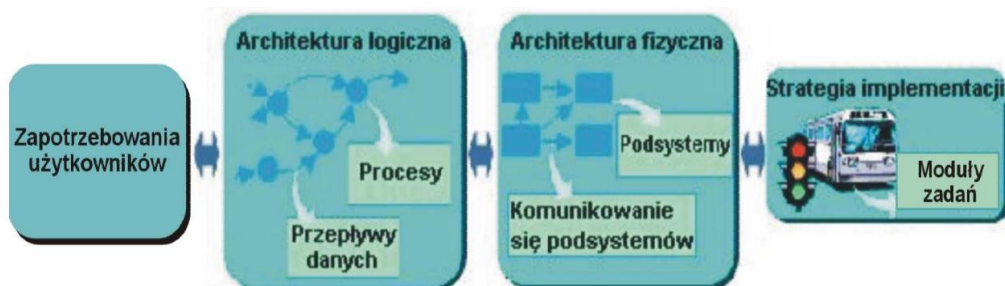 Zapotrzebowania
użytkowników
Architektura logiczna
Procesy
Przepływy
danych
Architektura fizyczna
Podsystemy
Komunikowanie
się podsystemów
Strategia implementacji
Moduły
zadań